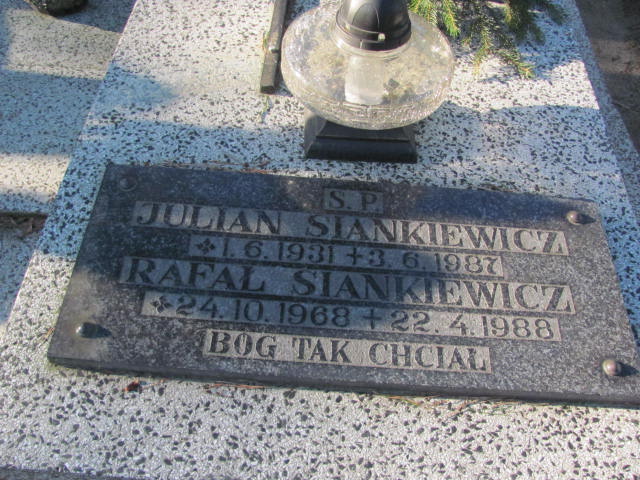 S.P.
JULIAN SIANKIEWICZ
* 1.6.1931 + 3.6.1987
RAFAŁ SIANKIEWICZ
* 24.10.1968 + 22.4.1988
BÓG TAK CHCIAŁ